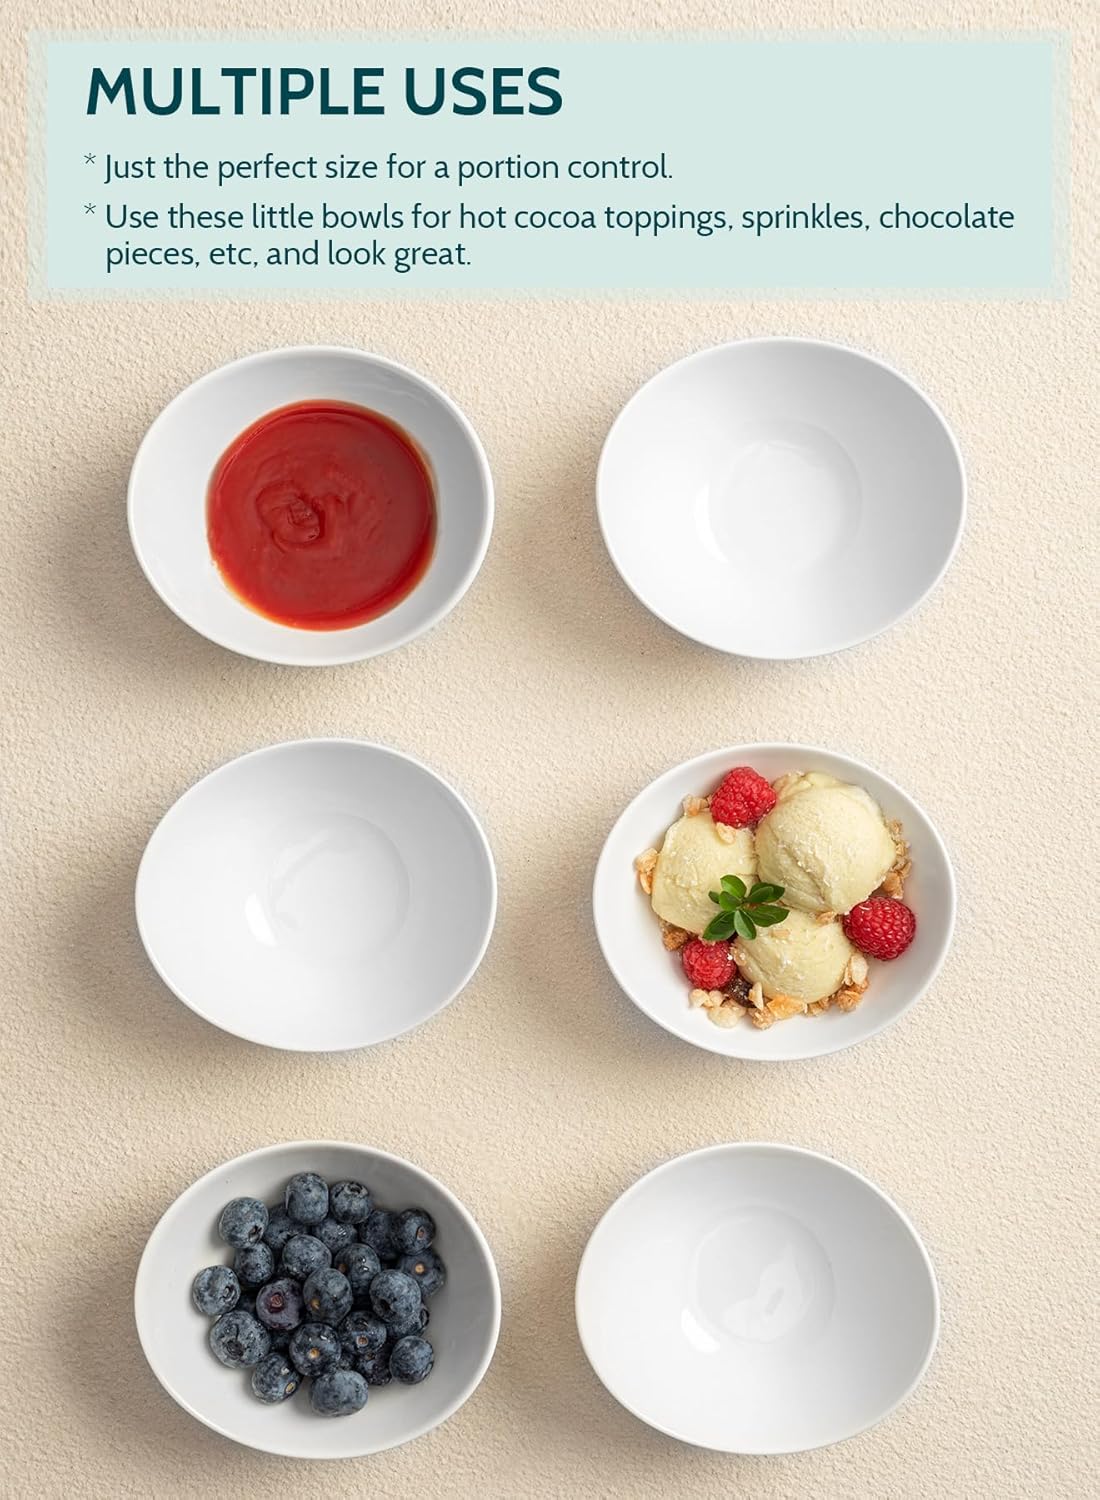 MULTIPLE USES
* Just the perfect size for a portion control.
* Use these little bowls for hot cocoa toppings, sprinkles, chocolate
pieces, etc, and look great.